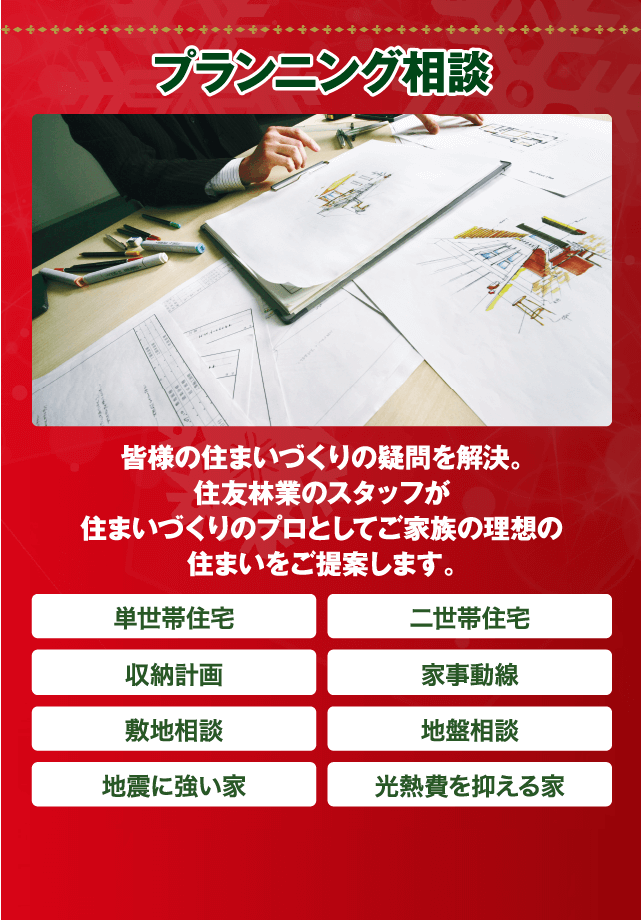 プランニング相談
皆様の住まいづくりの疑問を解決。
住友林業のスタッフが
住まいづくりのプロとしてご家族の理想の
住まいをご提案します。
単世帯住宅
二世帯住宅
収納計画
家事動線
敷地相談
地盤相談
地震に強い家
光熱費を抑える家